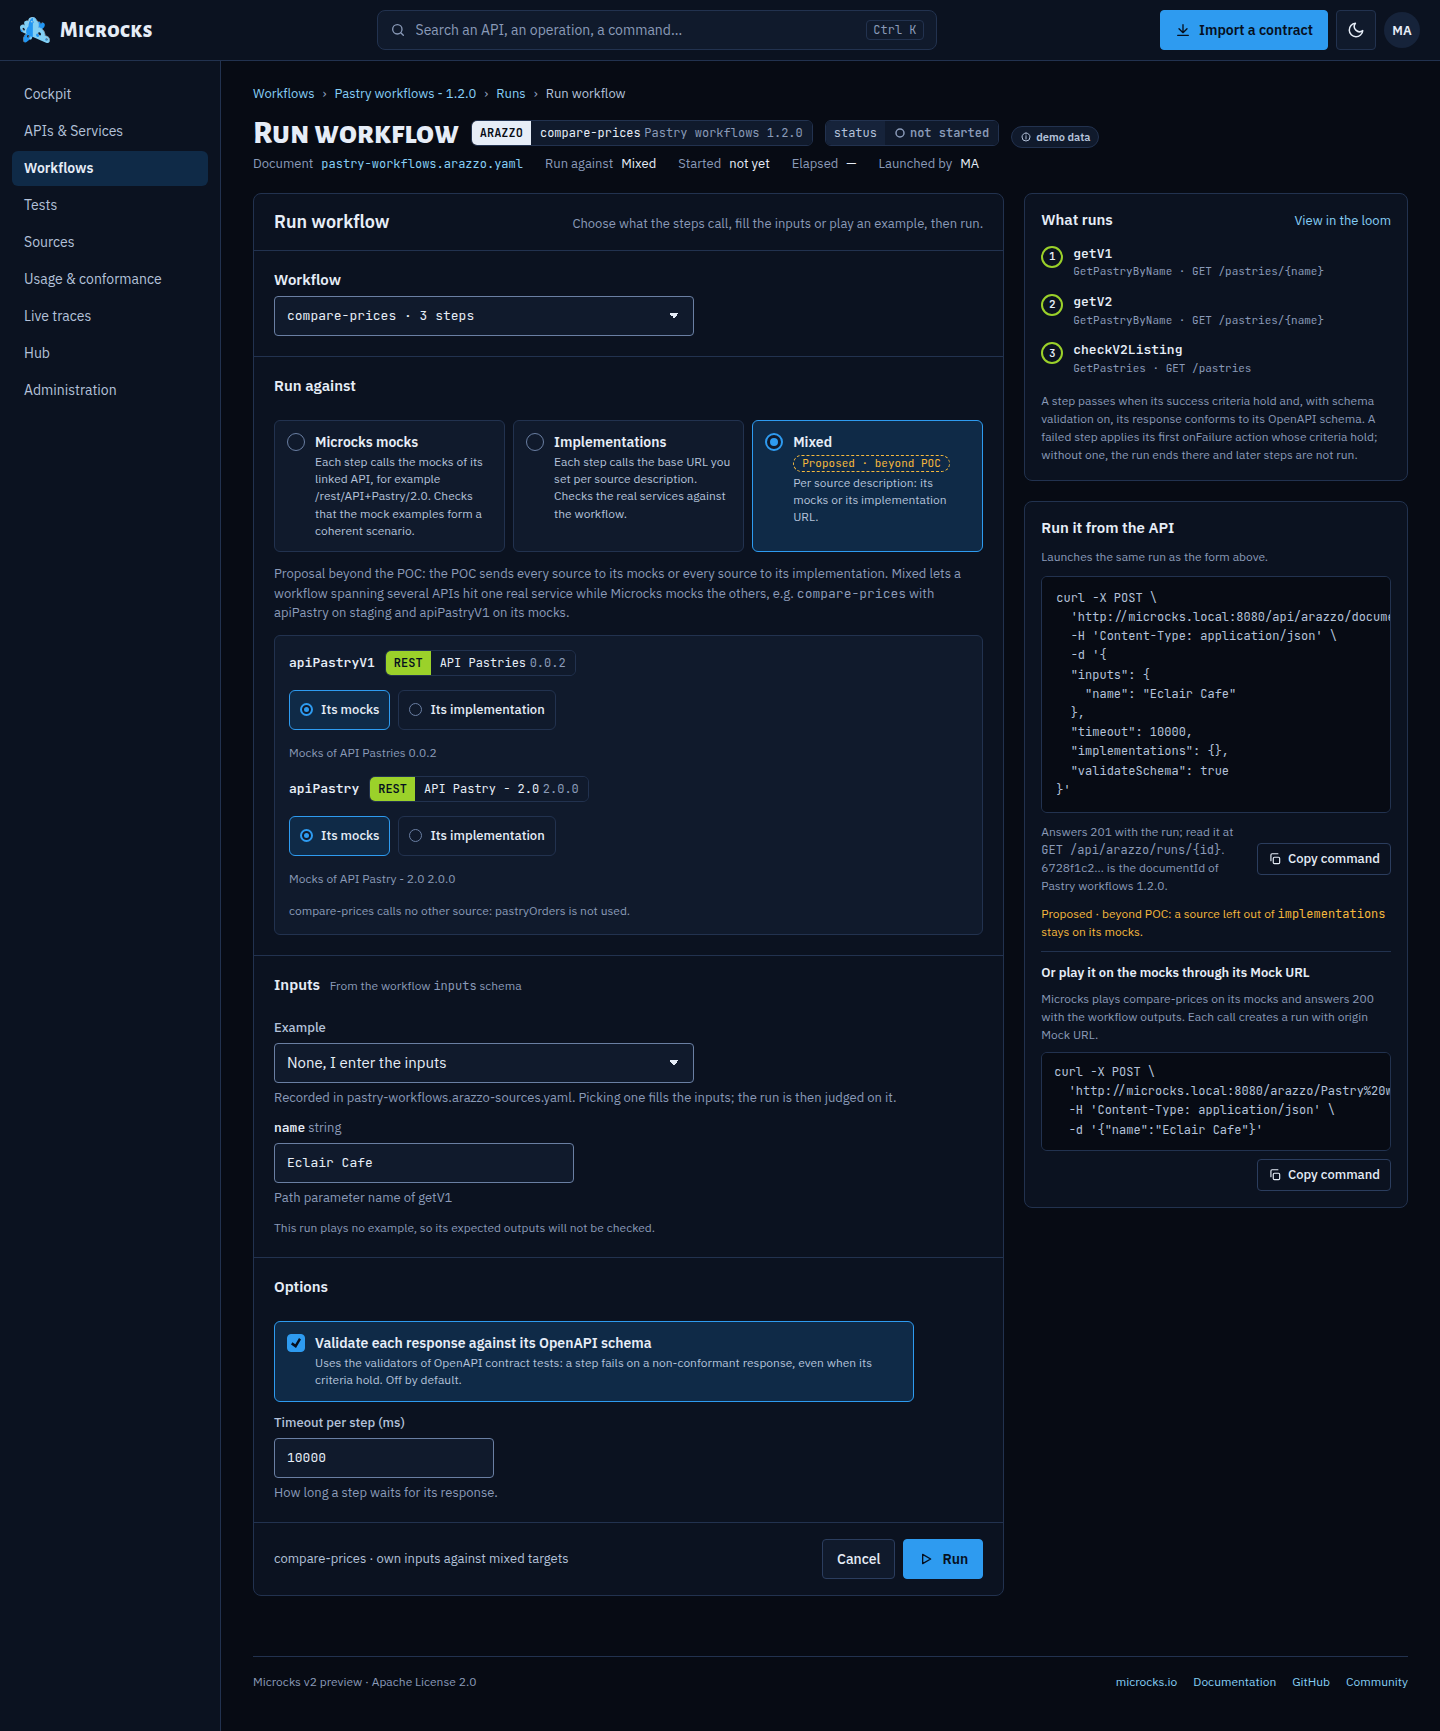 Microcks
Search an API, an operation, a command...
Ctrl K
Import a contract
MA
Cockpit
APIs & Services
Workflows
Tests
Sources
Usage & conformance
Live traces
Hub
Administration
Workflows › Pastry workflows - 1.2.0 › Runs › Run workflow
Run workflow
ARAZZO compare-prices Pastry workflows 1.2.0
status not started
demo data
Document pastry-workflows.arazzo.yaml Run against Mixed Started not yet Elapsed — Launched by MA
Run workflow
Choose what the steps call, fill the inputs or play an example, then run.
Workflow
compare-prices · 3 steps
Run against
Microcks mocks
Each step calls the mocks of its
linked API, for example
/rest/API+Pastry/2.0. Checks
that the mock examples form a
coherent scenario.
Implementations
Each step calls the base URL you
set per source description.
Checks the real services against
the workflow.
Mixed
Proposed · beyond POC
Per source description: its
mocks or its implementation
URL.
Proposal beyond the POC: the POC sends every source to its mocks or every source to its implementation. Mixed lets a
workflow spanning several APIs hit one real service while Microcks mocks the others, e.g. compare-prices with
apiPastry on staging and apiPastryV1 on its mocks.
apiPastryV1 REST API Pastries 0.0.2
Its mocks
Its implementation
Mocks of API Pastries 0.0.2
apiPastry REST API Pastry - 2.0 2.0.0
Its mocks
Its implementation
Mocks of API Pastry - 2.0 2.0.0
compare-prices calls no other source: pastryOrders is not used.
Inputs From the workflow inputs schema
Example
None, I enter the inputs
Recorded in pastry-workflows.arazzo-sources.yaml. Picking one fills the inputs; the run is then judged on it.
name string
Eclair Cafe
Path parameter name of getV1
This run plays no example, so its expected outputs will not be checked.
Options
Validate each response against its OpenAPI schema
Uses the validators of OpenAPI contract tests: a step fails on a non-conformant response, even when its
criteria hold. Off by default.
Timeout per step (ms)
10000
How long a step waits for its response.
compare-prices · own inputs against mixed targets
Cancel
Run
What runs
View in the loom
1 getV1
GetPastryByName · GET /pastries/{name}
2 getV2
GetPastryByName · GET /pastries/{name}
3 checkV2Listing
GetPastries · GET /pastries
A step passes when its success criteria hold and, with schema
validation on, its response conforms to its OpenAPI schema. A
failed step applies its first onFailure action whose criteria hold;
without one, the run ends there and later steps are not run.
Run it from the API
Launches the same run as the form above.
curl -X POST \
'http://microcks.local:8080/api/arazzo/docume
-H 'Content-Type: application/json' \
-d '{
"inputs": {
"name": "Eclair Cafe"
},
"timeout": 10000,
"implementations": {},
"validateSchema": true
}'
Answers 201 with the run; read it at
GET /api/arazzo/runs/{id}.
6728f1c2... is the documentId of
Pastry workflows 1.2.0.
Copy command
Proposed · beyond POC: a source left out of implementations
stays on its mocks.
Or play it on the mocks through its Mock URL
Microcks plays compare-prices on its mocks and answers 200
with the workflow outputs. Each call creates a run with origin
Mock URL.
curl -X POST \
'http://microcks.local:8080/arazzo/Pastry%20w
-H 'Content-Type: application/json' \
-d '{"name":"Eclair Cafe"}'
Copy command
Microcks v2 preview · Apache License 2.0
microcks.io Documentation GitHub Community